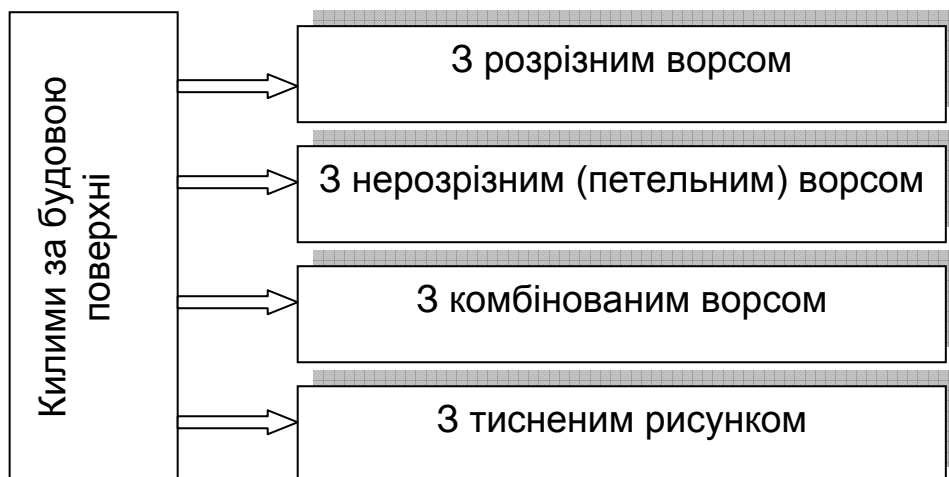 Килими за будовою
поверхні
З розрізним ворсом
З нерозрізним (петельним) ворсом
З комбінованим ворсом
З тисненим рисунком